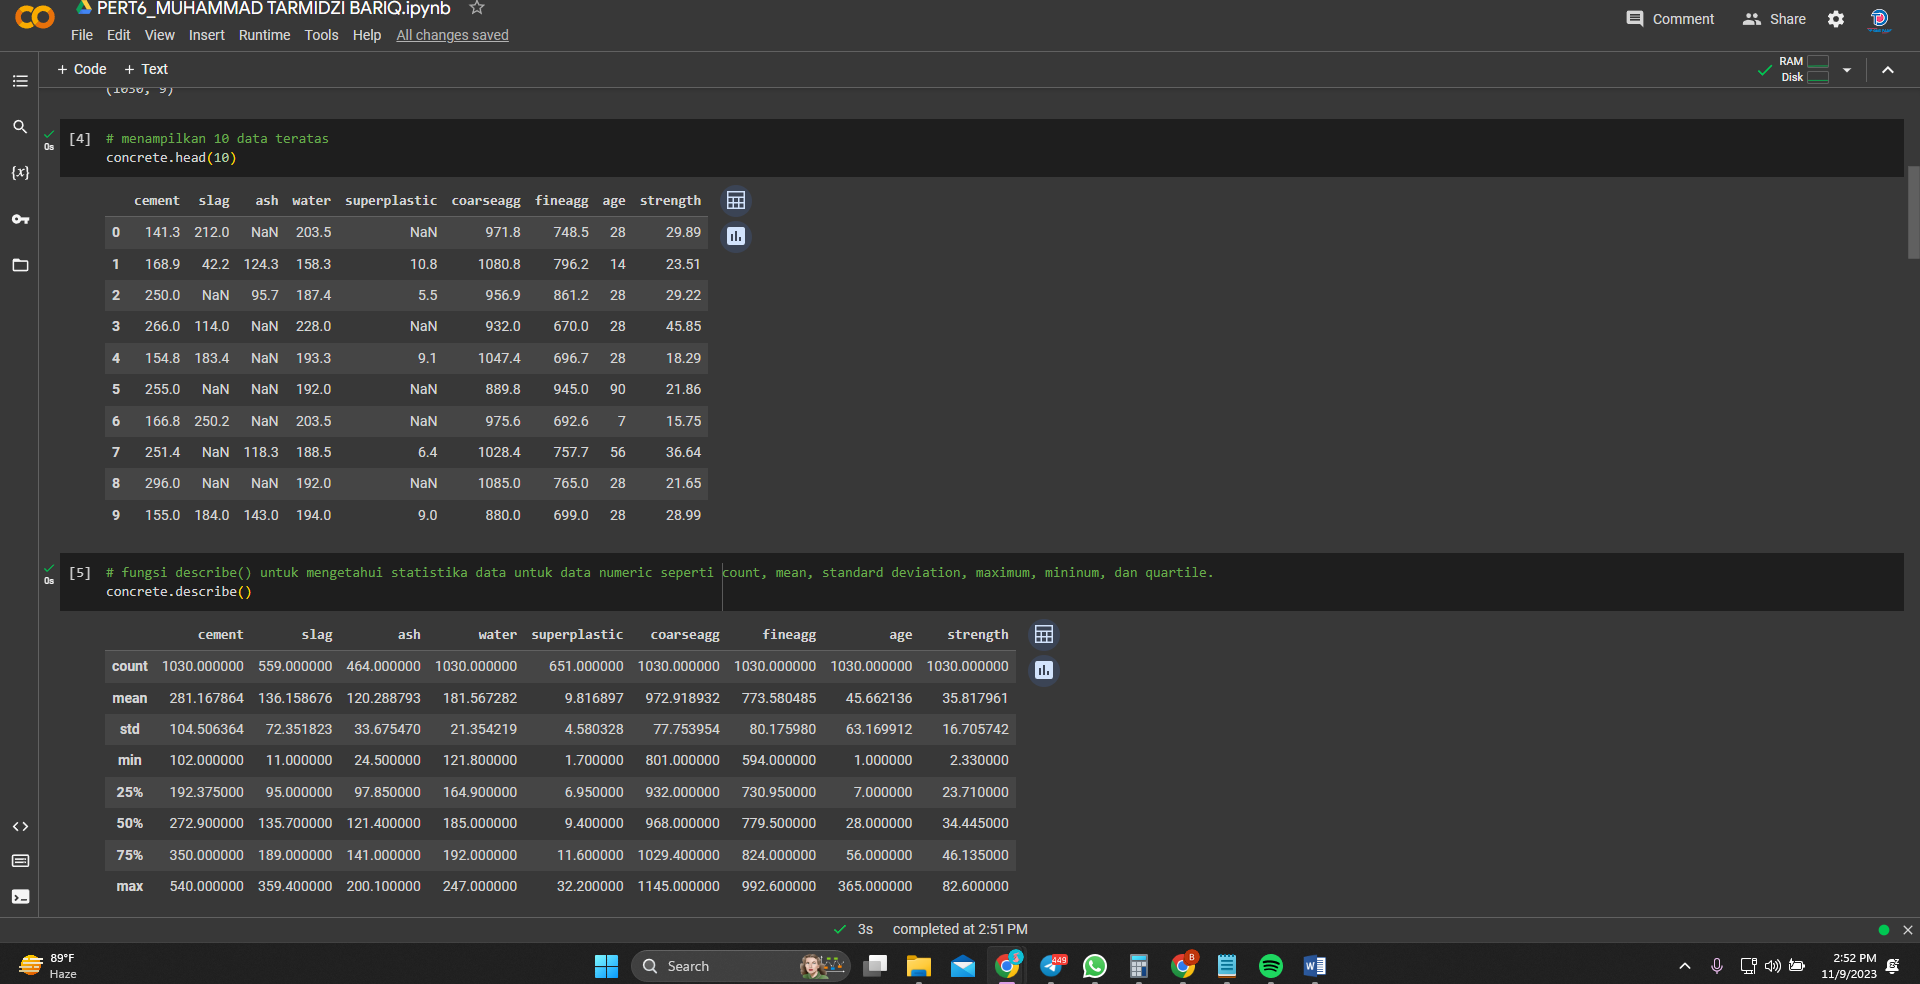 PERT6_MUHAMMAD TARMIDZI BARIQ.ipynb
File Edit View Insert Runtime Tools Help All changes saved
Comment Share
+ Code + Text
RAM
Disk
(1030, 9)
[4] # menampilkan 10 data teratas
0s
concrete.head(10)
cement slag ash water superplastic coarseagg fineagg age strength
0 141.3 212.0 NaN 203.5 NaN 971.8 748.5 28 29.89
1 168.9 42.2 124.3 158.3 10.8 1080.8 796.2 14 23.51
2 250.0 NaN 95.7 187.4 5.5 956.9 861.2 28 29.22
3 266.0 114.0 NaN 228.0 NaN 932.0 670.0 28 45.85
4 154.8 183.4 NaN 193.3 9.1 1047.4 696.7 28 18.29
5 255.0 NaN NaN 192.0 NaN 889.8 945.0 90 21.86
6 166.8 250.2 NaN 203.5 NaN 975.6 692.6 7 15.75
7 251.4 NaN 118.3 188.5 6.4 1028.4 757.7 56 36.64
8 296.0 NaN NaN 192.0 NaN 1085.0 765.0 28 21.65
9 155.0 184.0 143.0 194.0 9.0 880.0 699.0 28 28.99
[5] # fungsi describe() untuk mengetahui statistika data untuk data numeric seperti count, mean, standard deviation, maximum, mininum, dan quartile.
0s
concrete.describe()
cement slag ash water superplastic coarseagg fineagg age strength
count 1030.000000 559.000000 464.000000 1030.000000 651.000000 1030.000000 1030.000000 1030.000000 1030.000000
mean 281.167864 136.158676 120.288793 181.567282 9.816897 972.918932 773.580485 45.662136 35.817961
std 104.506364 72.351823 33.675470 21.354219 4.580328 77.753954 80.175980 63.169912 16.705742
min 102.000000 11.000000 24.500000 121.800000 1.700000 801.000000 594.000000 1.000000 2.330000
25% 192.375000 95.000000 97.850000 164.900000 6.950000 932.000000 730.950000 7.000000 23.710000
50% 272.900000 135.700000 121.400000 185.000000 9.400000 968.000000 779.500000 28.000000 34.445000
75% 350.000000 189.000000 141.000000 192.000000 11.600000 1029.400000 824.000000 56.000000 46.135000
max 540.000000 359.400000 200.100000 247.000000 32.200000 1145.000000 992.600000 365.000000 82.600000
3s completed at 2:51 PM
89°F
Haze
Search
449
B
2:52 PM
11/9/2023